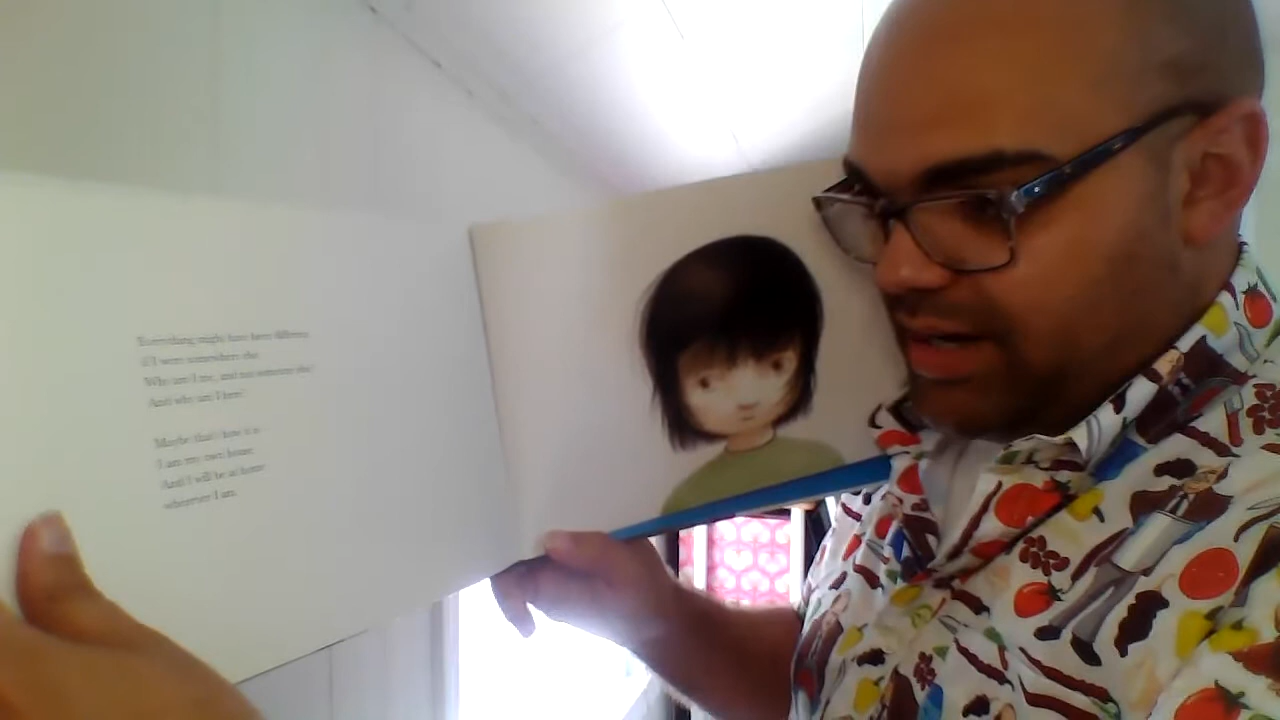 Everything might have been different
if I were somewhere else.
Why am I me, and not someone else?
And why am I here?
Maybe that's how it is:
I am my own home.
And I will be at home
wherever I am.